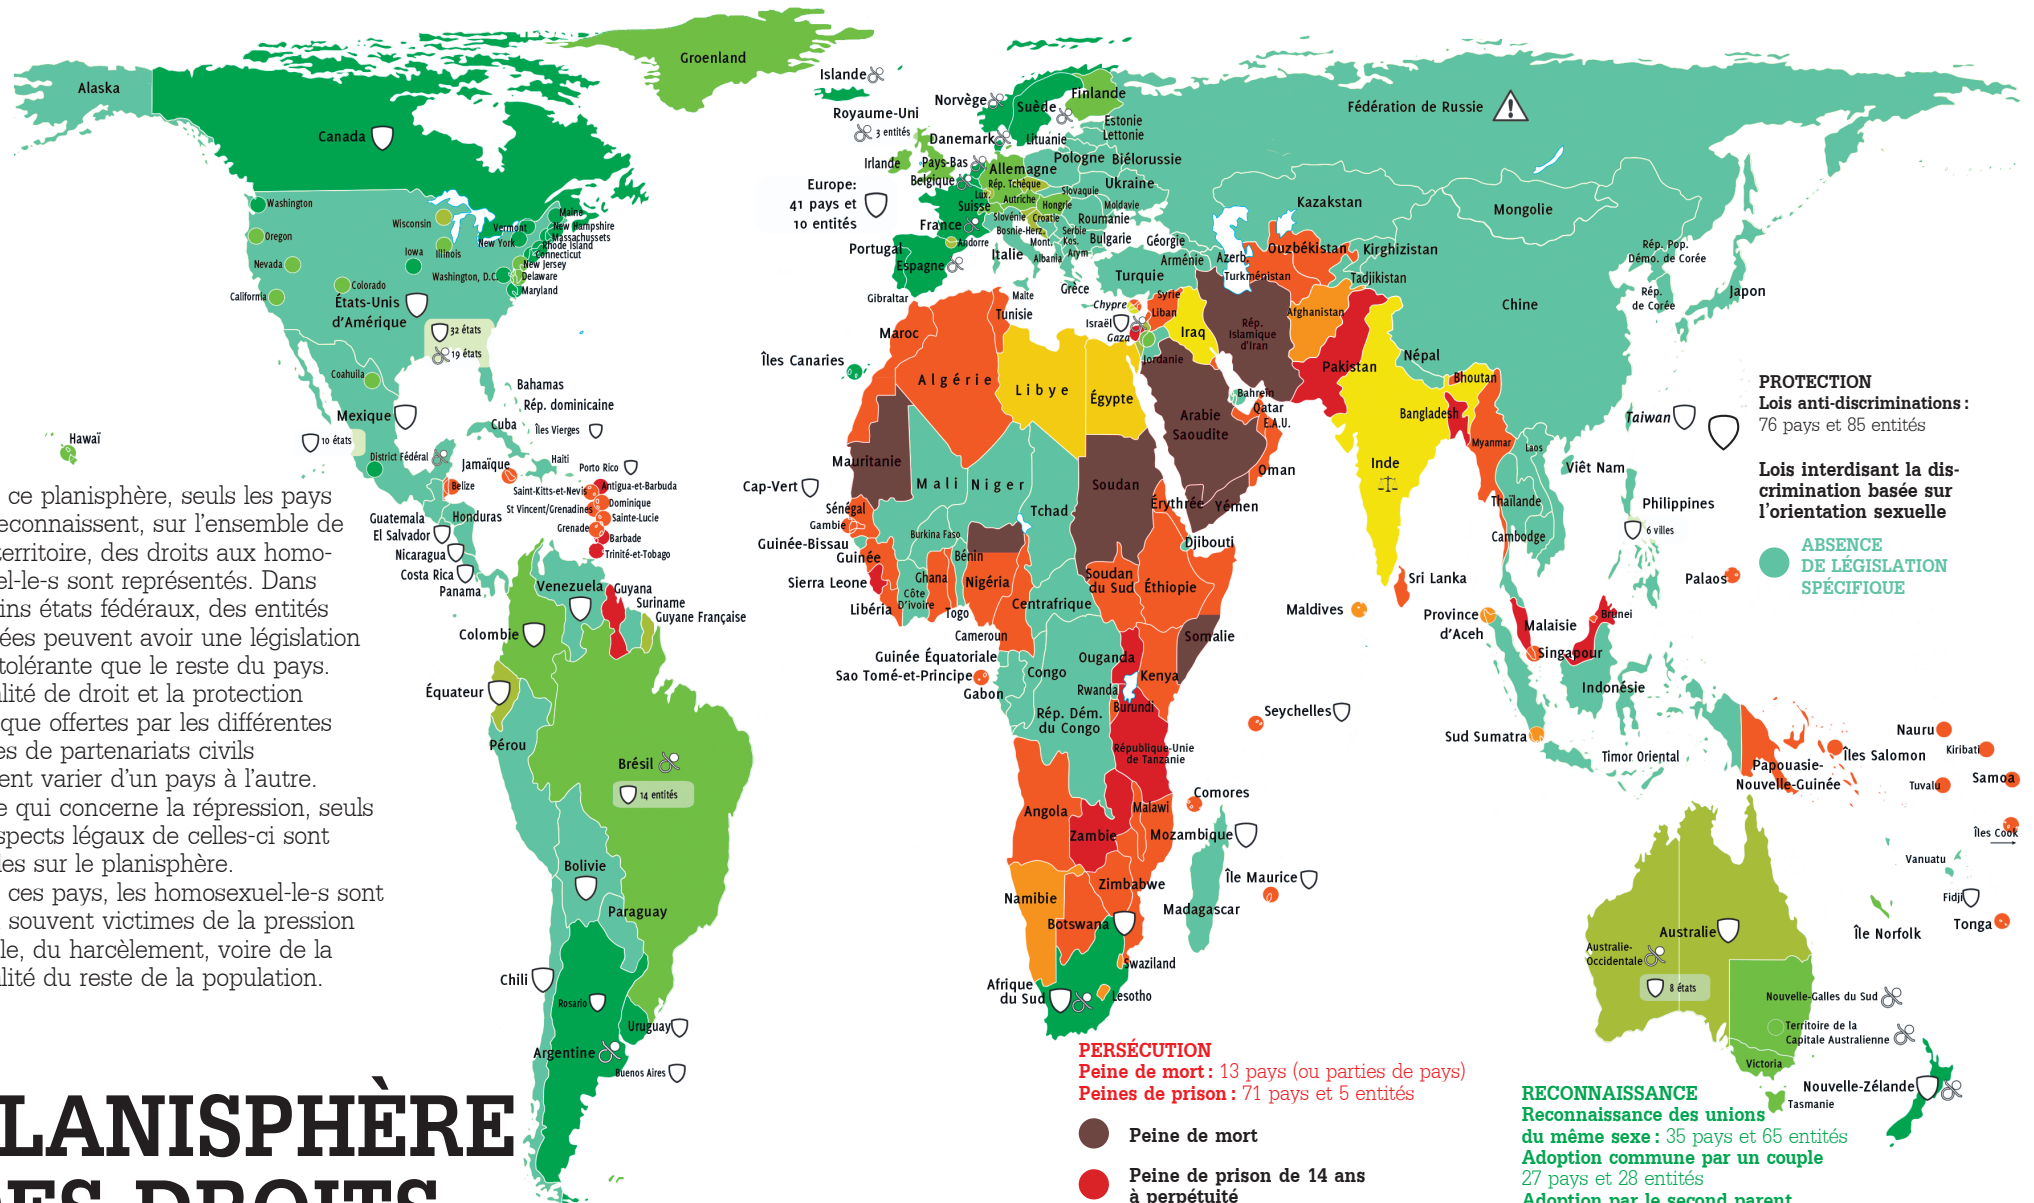 Groenland
Alaska
Canada
Islande
Norvège
Suède
Finlande
Royaume-Uni
3 entités
Danemark
Estonie
Lettonie
Lituanie
Irlande
Pays-Bas
Allemagne
Pologne
Biélorussie
Belgique
Rép. Tchèque
Ukraine
Europe:
41 pays et
10 entités
Lux.
Autriche
Slovaquie
Suisse
Hongrie
Moldavie
Slovénie
Croatie
Roumanie
France
Bosnie-Herz.
Serbie
Andorre
Mont.
Kos.
Bulgarie
Portugal
Espagne
Italie
Albania
Arym
Géorgie
Arménie
Azerb.
Turquie
Grèce
Gibraltar
Malte
Fédération de Russie
Kazakstan
Mongolie
Ouzbékistan
Kirghizistan
Turkménistan
Tadjikistan
Rép. Pop.
Démo. de Corée
Rép.
de Corée
Japon
Chine
Washington
Oregon
Nevada
California
Colorado
Wisconsin
Iowa
Illinois
Maine
New Hampshire
Vermont
Massachussets
New York
Rhode Island
Connecticut
New Jersey
Washington, D.C.
Delaware
Maryland
États-Unis
d’Amérique
32 états
19 états
Hawaï
Coahuila
Mexique
10 états
District Fédéral
Bahamas
Rép. dominicaine
Cuba
Îles Vierges
Haiti
Jamaïque
Porto Rico
Belize
Saint-Kitts-et-Nevis
Antigua-et-Barbuda
Dominique
St Vincent/Grenadines
Sainte-Lucie
Grenade
Barbade
Trinité-et-Tobago
Guatemala
Honduras
El Salvador
Nicaragua
Costa Rica
Panama
Venezuela
Guyana
Suriname
Guyane Française
Colombie
Équateur
Pérou
Brésil
14 entités
Bolivie
Paraguay
Chili
Rosario
Uruguay
Argentine
Buenos Aires
Maroc
Tunisie
Îles Canaries
Algérie
Libye
Égypte
Chypre
Syrie
Liban
Israël
Gaza
Iraq
Jordanie
Rép.
Islamique
d’Iran
Afghanistan
Pakistan
Népal
Bhoutan
Bangladesh
Myanmar
Inde
Bahreïn
Qatar
E.A.U.
Arabie
Saoudite
Oman
Yémen
Mauritanie
Mali
Niger
Tchad
Soudan
Érythrée
Djibouti
Cap-Vert
Sénégal
Gambie
Guinée-Bissau
Guinée
Sierra Leone
Libéria
Burkina Faso
Bénin
Ghana
Côte
D’ivoire
Togo
Nigéria
Cameroun
Centrafrique
Soudan
du Sud
Éthiopie
Somalie
Guinée Équatoriale
Sao Tomé-et-Principe
Gabon
Congo
Ouganda
Kenya
Rwanda
Burundi
Rép. Dém.
du Congo
République-Unie
de Tanzanie
Seychelles
Comores
Angola
Zambie
Malawi
Mozambique
Île Maurice
Zimbabwe
Namibie
Botswana
Madagascar
Swaziland
Afrique
du Sud
Lesotho
Laos
Viêt Nam
Thaïlande
Cambodge
Taiwan
Philippines
6 villes
Sri Lanka
Maldives
Province
d’Aceh
Malaisie
Brunei
Singapour
Indonésie
Sud Sumatra
Timor Oriental
Palaos
Nauru
Îles Salomon
Kiribati
Papouasie-
Nouvelle-Guinée
Tuvalu
Samoa
Îles Cook
Vanuatu
Fidji
Tonga
Île Norfolk
Australie
Australie-
Occidentale
8 états
Nouvelle-Galles du Sud
Territoire de la
Capitale Australienne
Victoria
Tasmanie
Nouvelle-Zélande
PROTECTION
Lois anti-discriminations :
76 pays et 85 entités
Lois interdisant la dis-
crimination basée sur
l’orientation sexuelle
ABSENCE
DE LÉGISLATION
SPÉCIFIQUE
ce planisphère, seuls les pays
econnaissent, sur l’ensemble de
territoire, des droits aux homo-
el-le-s sont représentés. Dans
ins états fédéraux, des entités
ées peuvent avoir une législation
tolérante que le reste du pays.
lité de droit et la protection
que offertes par les différentes
es de partenariats civils
ent varier d’un pays à l’autre.
e qui concerne la répression, seuls
spects légaux de celles-ci sont
les sur le planisphère.
ces pays, les homosexuel-le-s sont
souvent victimes de la pression
le, du harcèlement, voire de la
lité du reste de la population.
LANISPHÈRE
DES DROITS
PERSÉCUTION
Peine de mort : 13 pays (ou parties de pays)
Peines de prison : 71 pays et 5 entités
Peine de mort
Peine de prison de 14 ans
à perpétuité
RECONNAISSANCE
Reconnaissance des unions
du même sexe : 35 pays et 65 entités
Adoption commune par un couple
27 pays et 28 entités
Adoption par le second parent